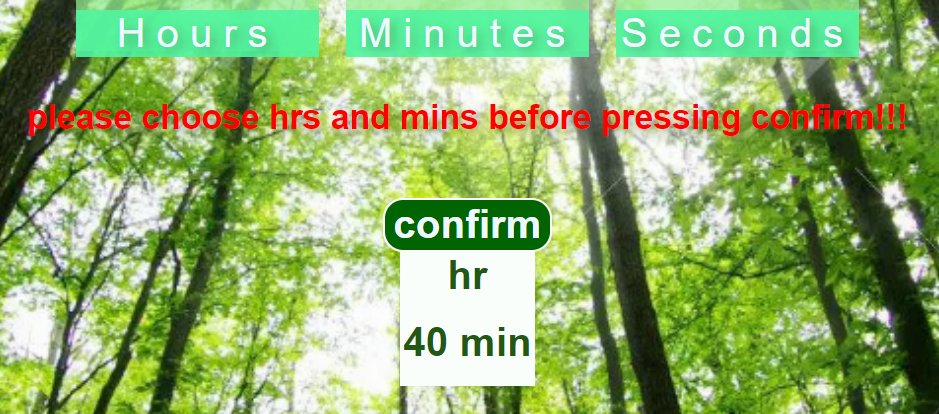 Hours Minutes Seconds
please choose hrs and mins before pressing confirm!!!
confirm
hr
40 min